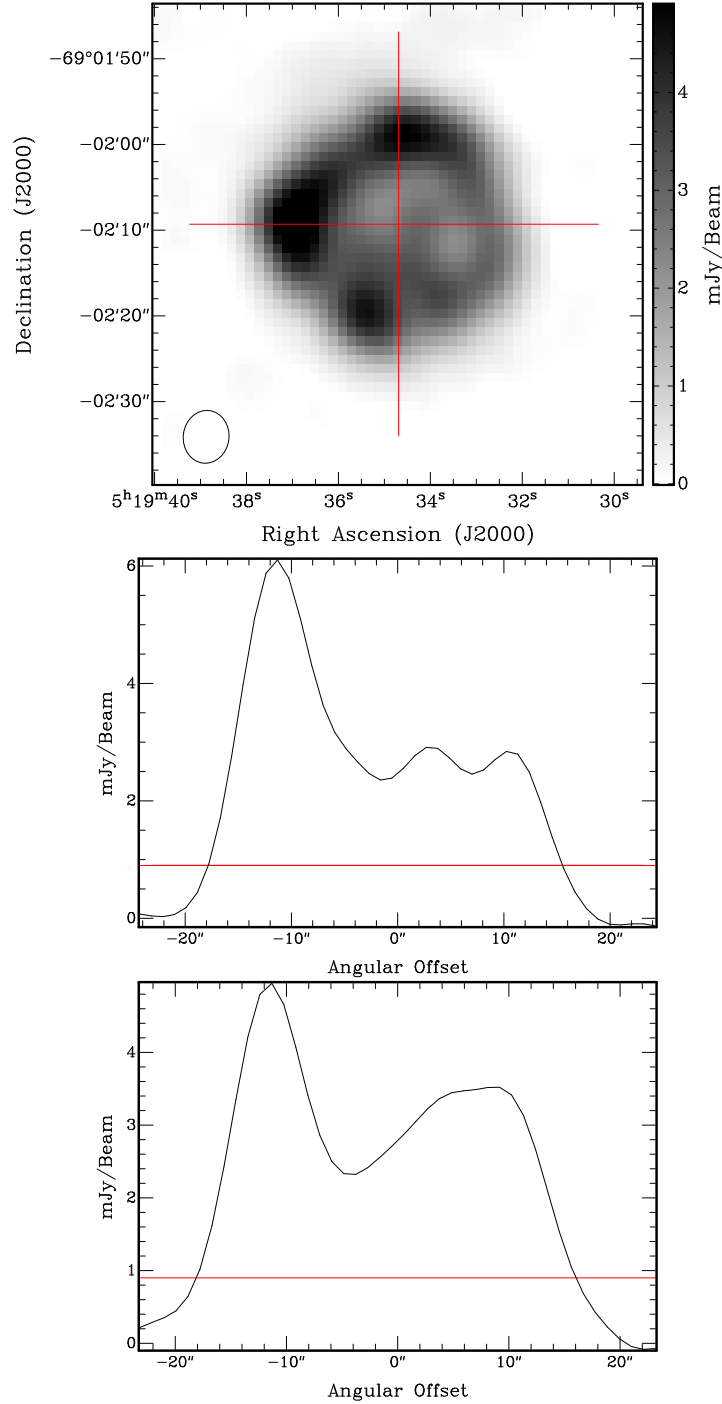 −69°01′50″
−02′00″
−02′10″
−02′20″
−02′30″
Declination (J2000)
5ʰ19ᵐ40ˢ 38ˢ 36ˢ 34ˢ 32ˢ 30ˢ
Right Ascension (J2000)
4
3
2
1
0
mJy/Beam
6
4
2
0
mJy/Beam
−20″ −10″ 0″ 10″ 20″
Angular Offset
4
3
2
1
0
mJy/Beam
−20″ −10″ 0″ 10″ 20″
Angular Offset